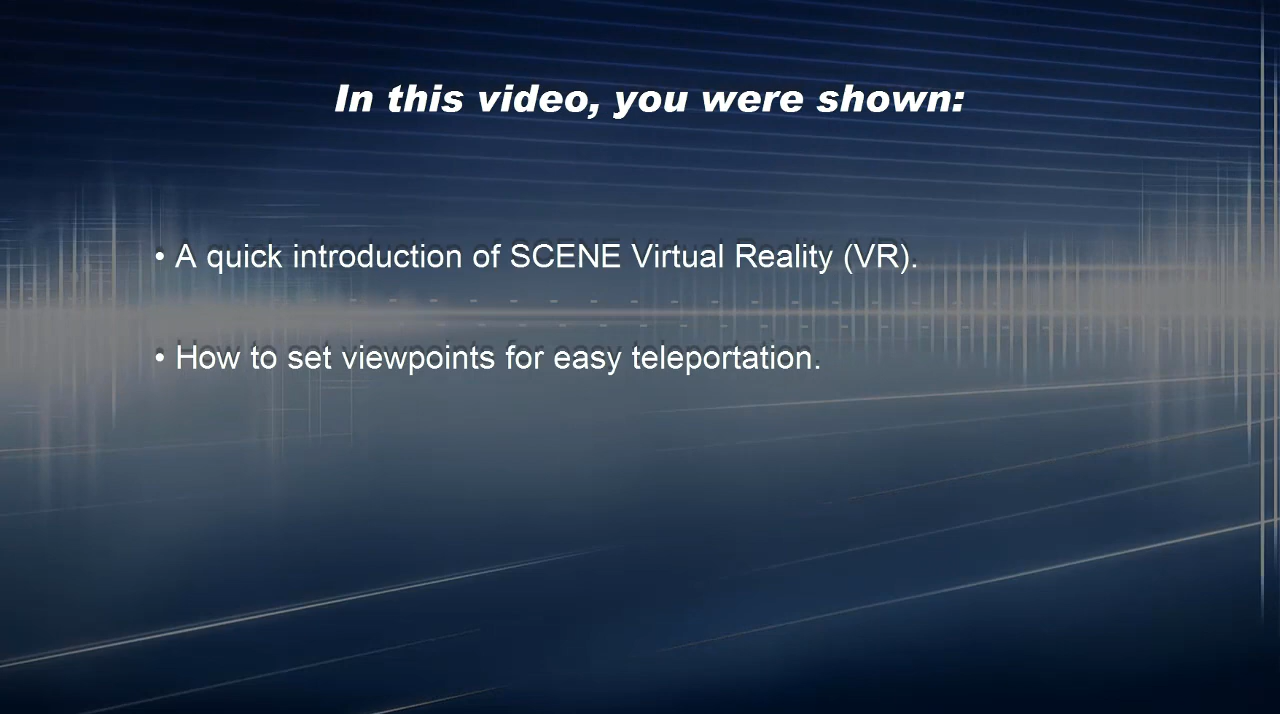 In this video, you were shown:
• A quick introduction of SCENE Virtual Reality (VR).
• How to set viewpoints for easy teleportation.